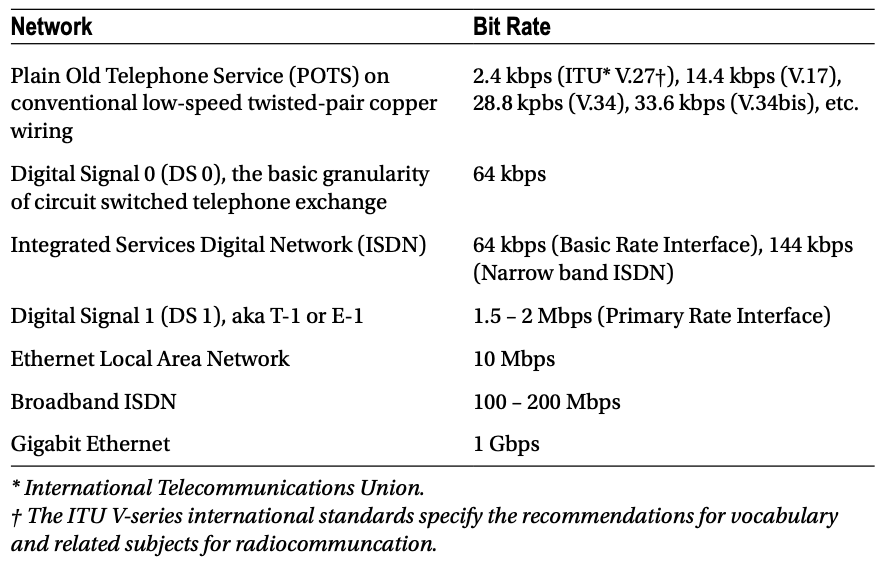 Network Bit Rate
Plain Old Telephone Service (POTS) on 2.4 kbps (ITU* V.27†), 14.4 kbps (V.17),
conventional low-speed twisted-pair copper 28.8 kpbs (V.34), 33.6 kbps (V.34bis), etc.
wiring
Digital Signal 0 (DS 0), the basic granularity 64 kbps
of circuit switched telephone exchange
Integrated Services Digital Network (ISDN) 64 kbps (Basic Rate Interface), 144 kbps
(Narrow band ISDN)
Digital Signal 1 (DS 1), aka T-1 or E-1 1.5 – 2 Mbps (Primary Rate Interface)
Ethernet Local Area Network 10 Mbps
Broadband ISDN 100 – 200 Mbps
Gigabit Ethernet 1 Gbps
* International Telecommunications Union.
† The ITU V-series international standards specify the recommendations for vocabulary
and related subjects for radiocommuncation.